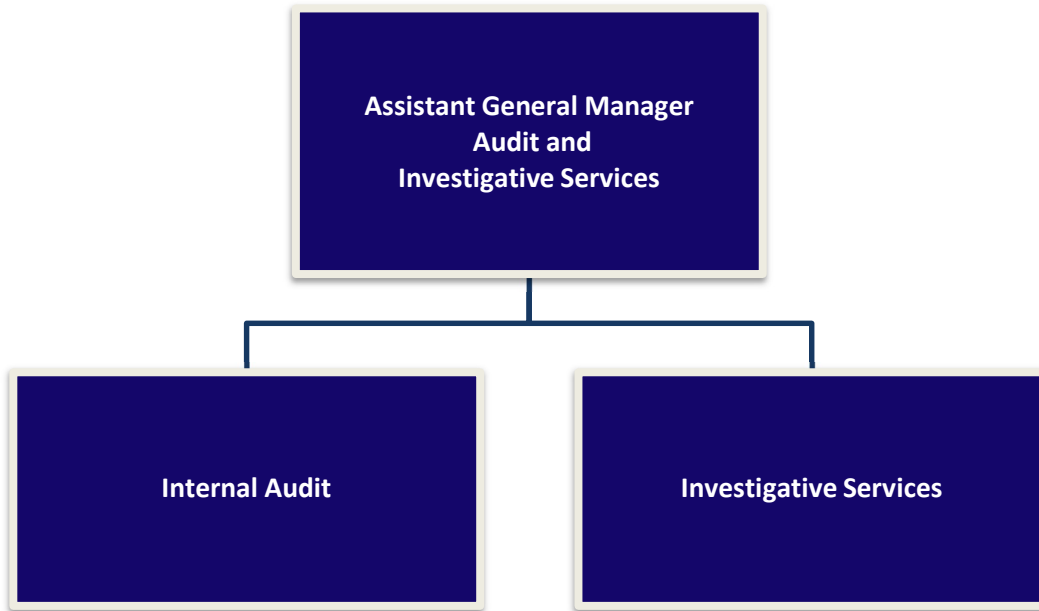 Assistant General Manager
Audit and
Investigative Services
Internal Audit
Investigative Services